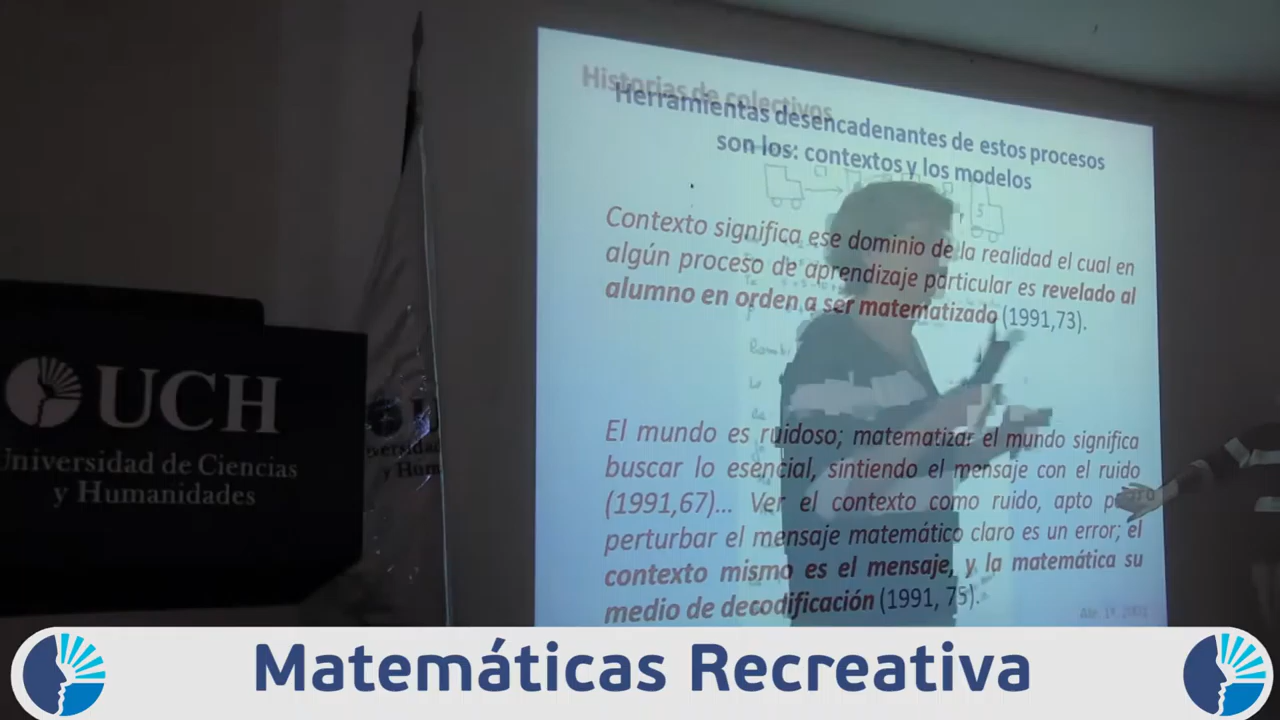 Historias de colectivos
Herramientas desencadenantes de estos procesos
son los: contextos y los modelos
Contexto significa ese dominio de la realidad el cual en
algún proceso de aprendizaje particular es revelado al
alumno en orden a ser matematizado (1991,73).
El mundo es ruidoso; matematizar el mundo significa
buscar lo esencial, sintiendo el mensaje con el ruido
(1991,67)... Ver el contexto como ruido, apto
perturbar el mensaje matemático claro es un error; el
contexto mismo es el mensaje, y la matemática su
medio de decodificación (1991, 75).
UCH
Universidad de Ciencias
y Humanidades
Matemáticas Recreativa